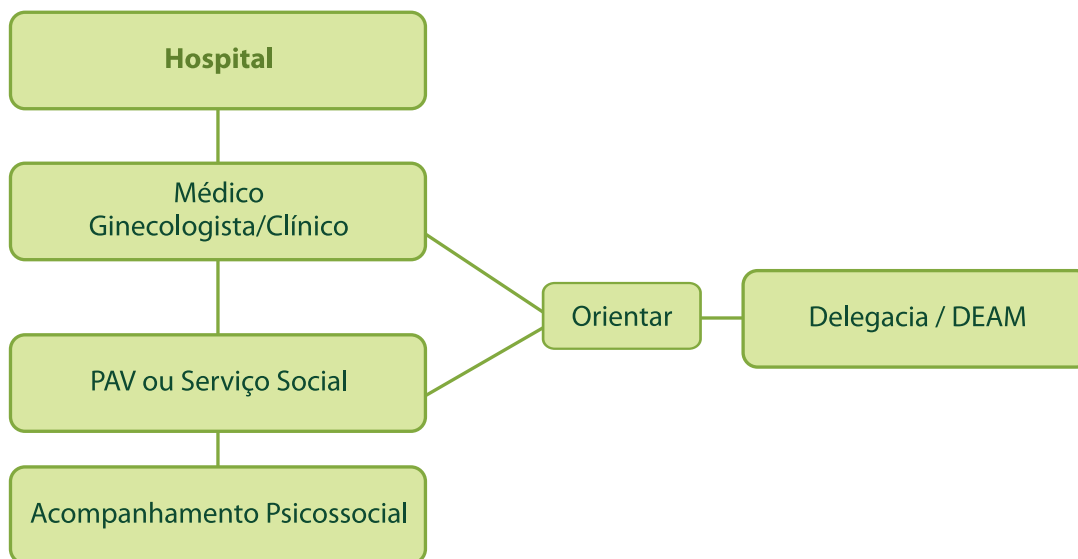 Hospital
Médico
Ginecologista/Clínico
Orientar
Delegacia / DEAM
PAV ou Serviço Social
Acompanhamento Psicossocial